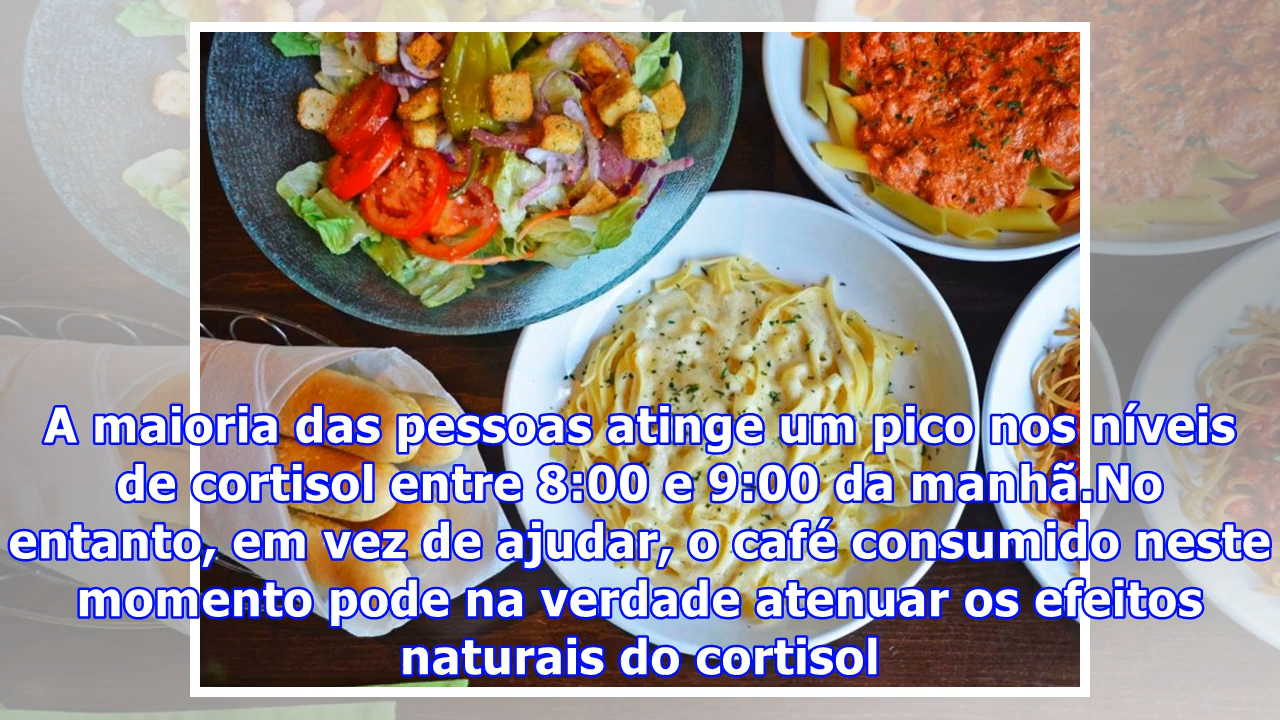 A maioria das pessoas atinge um pico nos níveis
de cortisol entre 8:00 e 9:00 da manhã.No
entanto, em vez de ajudar, o café consumido neste
momento pode na verdade atenuar os efeitos
naturais do cortisol